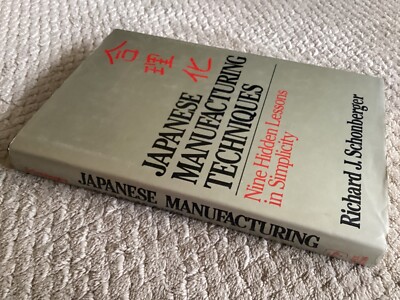 合理化
JAPANESE
MANUFACTURING
TECHNIQUES
Nine Hidden Lessons
in Simplicity
Richard J. Schonberger
JAPANESE MANUFACTURING